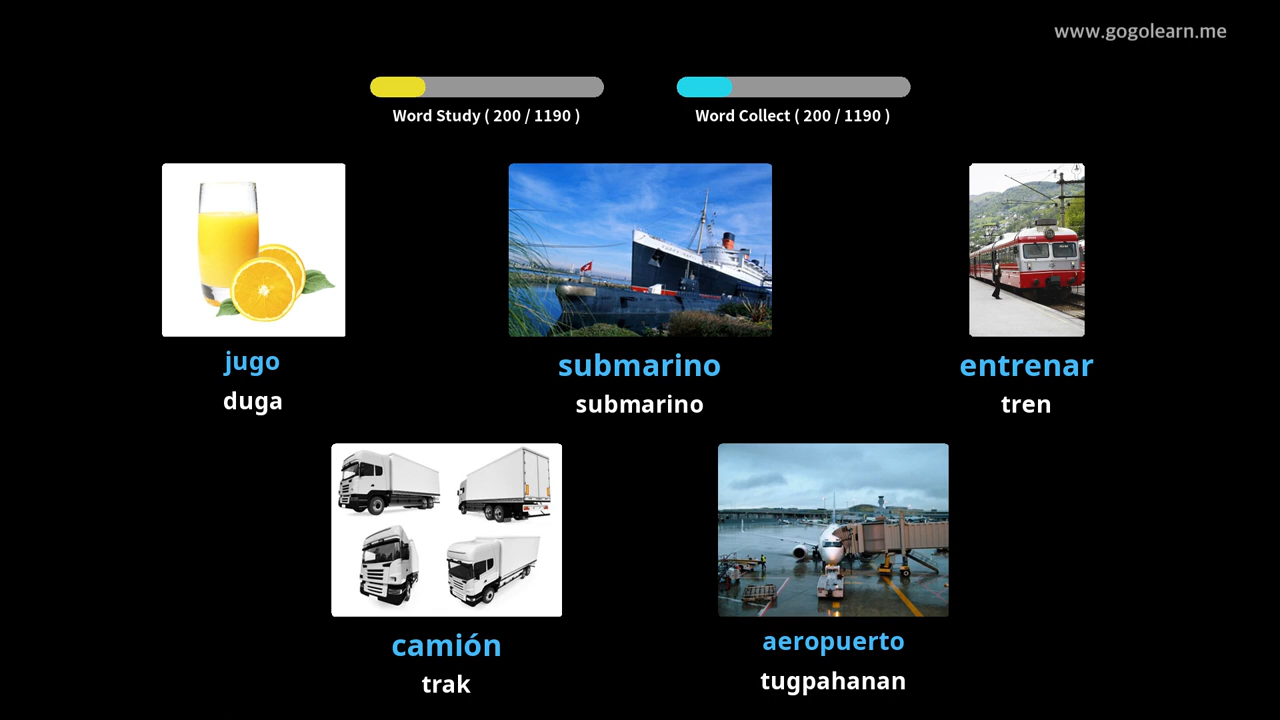 www.gogolearn.me
Word Study ( 200 / 1190 )
Word Collect ( 200 / 1190 )
jugo
duga
submarino
submarino
entrenar
tren
camión
trak
aeropuerto
tugpahanan